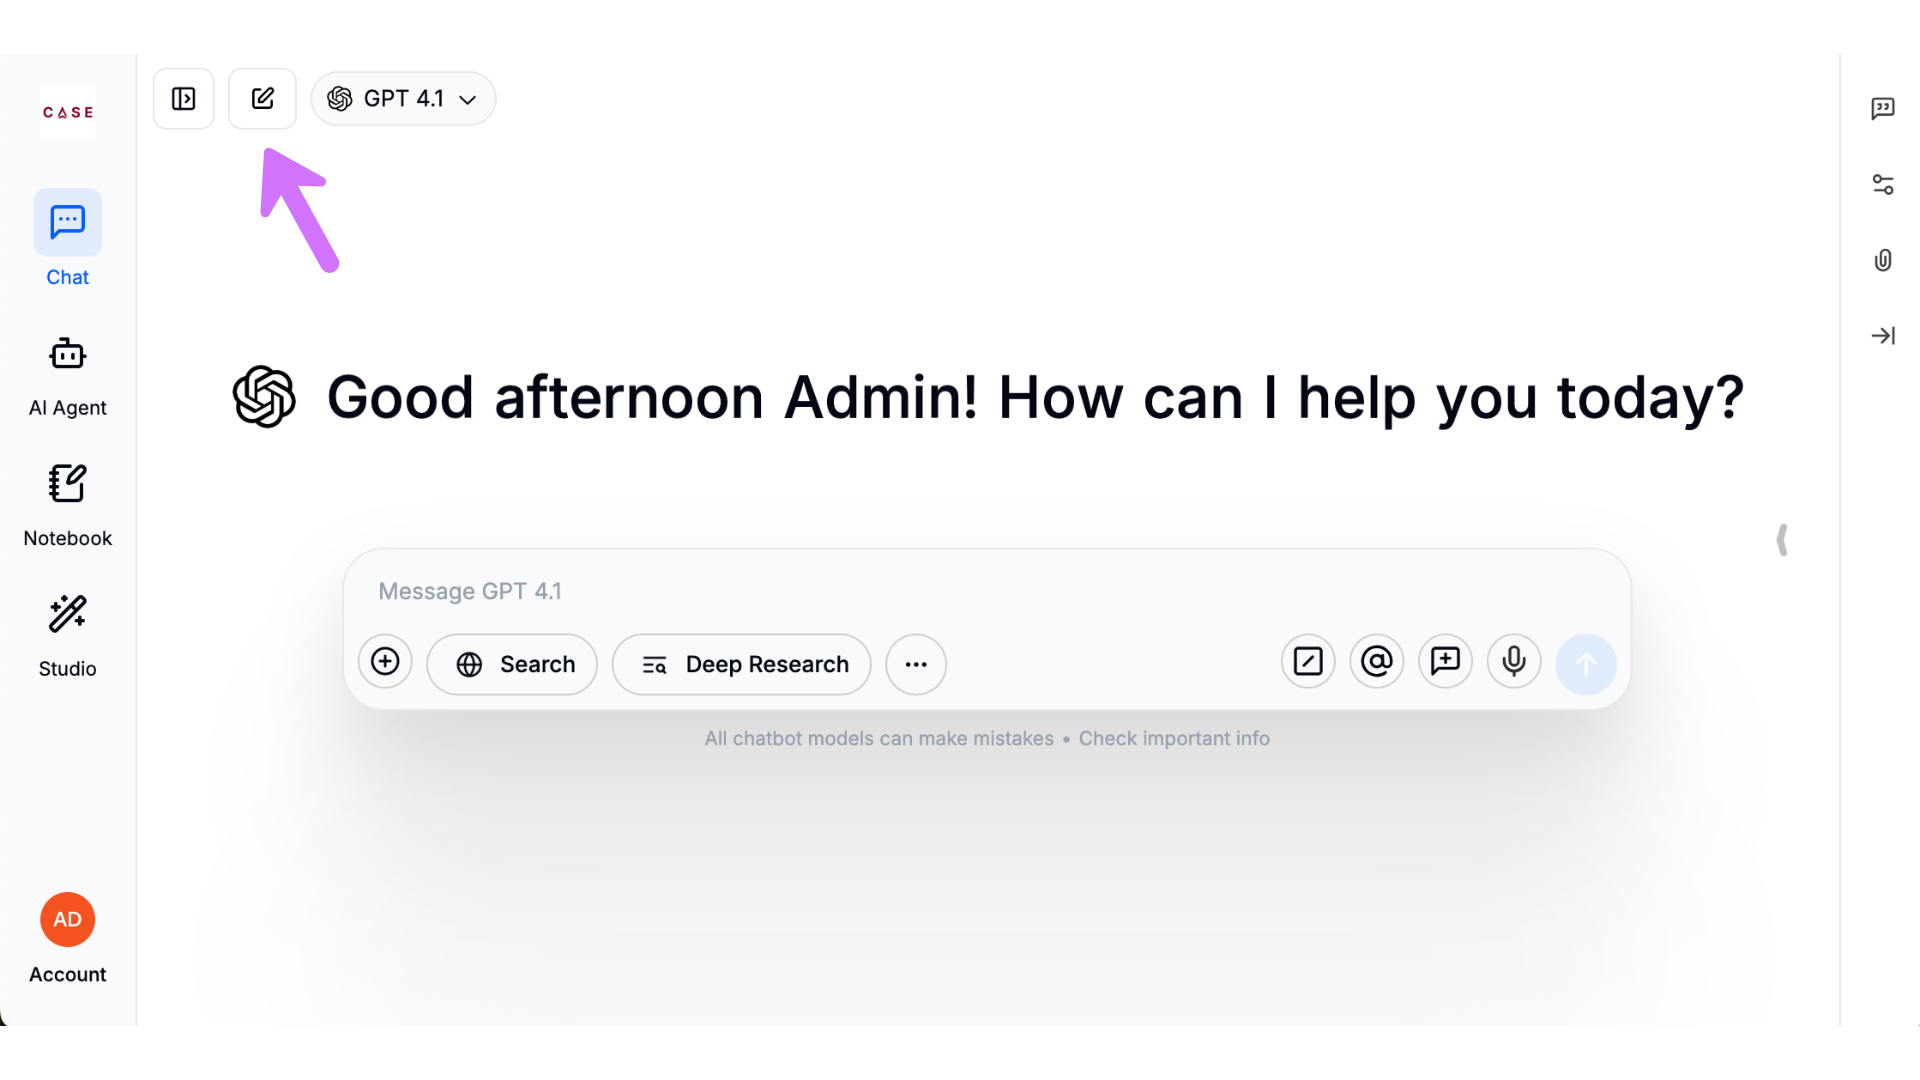 CASE
GPT 4.1
Chat
AI Agent
Notebook
Studio
AD
Account
Good afternoon Admin! How can I help you today?
Message GPT 4.1
Search
Deep Research
All chatbot models can make mistakes • Check important info